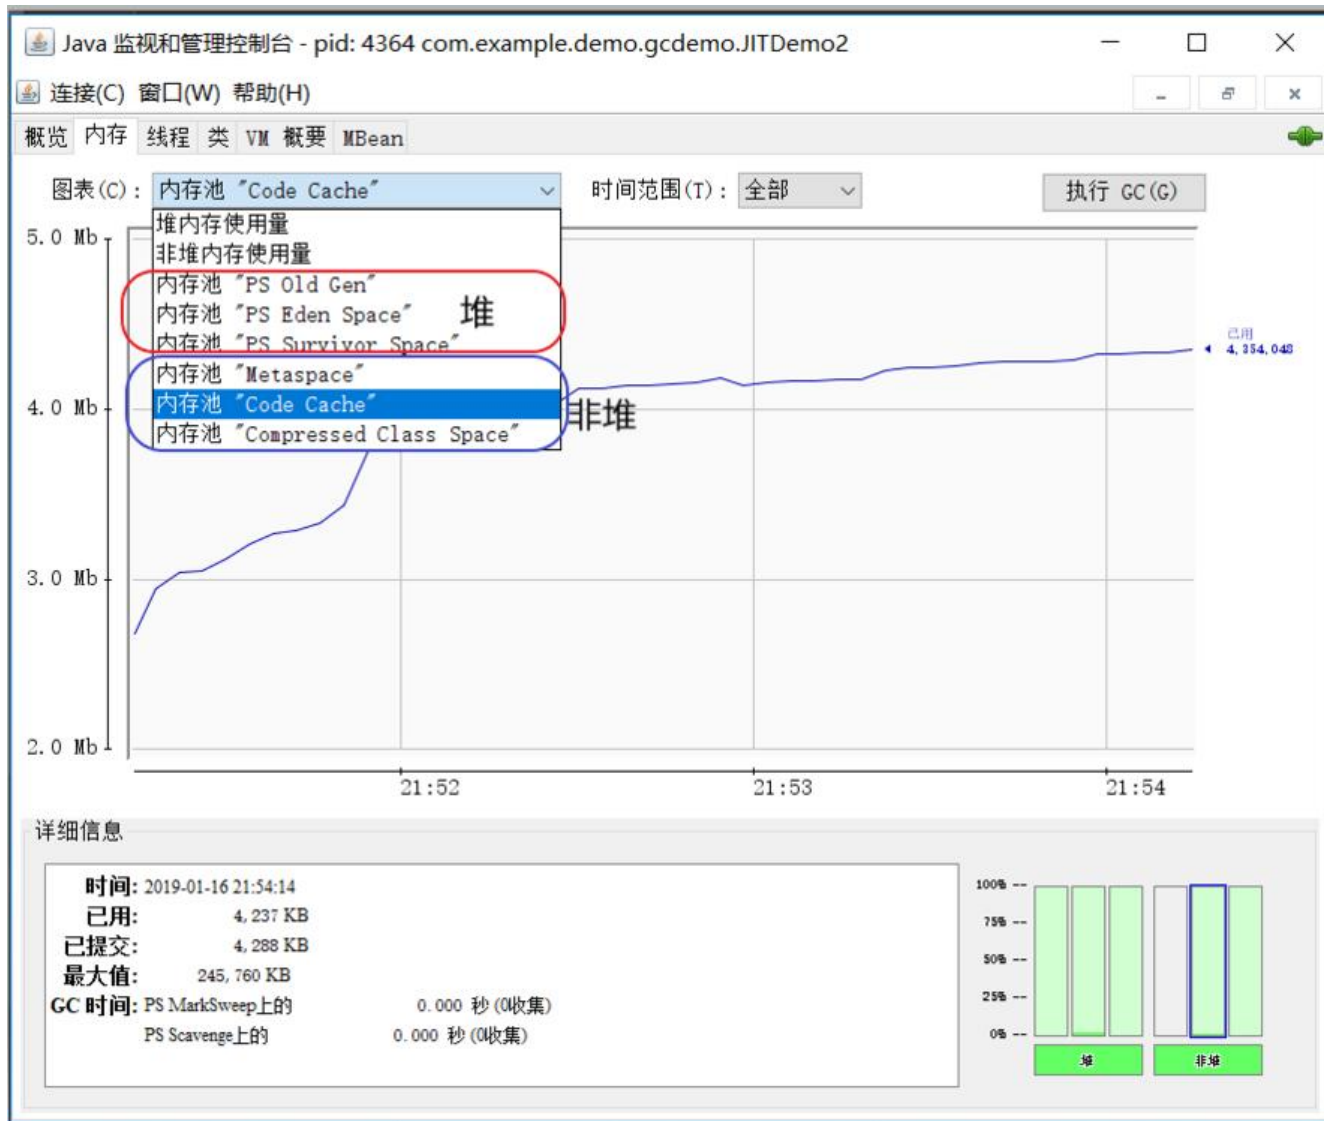 Java 监视和管理控制台 - pid: 4364 com.example.demo.gcdemo.JITDemo2
连接(C) 窗口(W) 帮助(H)
概览 内存 线程 类 VM 概要 MBean
图表(C): 内存池 "Code Cache" 时间范围(T): 全部 执行 GC(G)
堆内存使用量
非堆内存使用量
内存池 "PS Old Gen"
内存池 "PS Eden Space"
内存池 "PS Survivor Space"
堆
内存池 "Metaspace"
内存池 "Code Cache"
内存池 "Compressed Class Space"
非堆
5.0 Mb
4.0 Mb
3.0 Mb
2.0 Mb
已用
4,354,048
21:52 21:53 21:54
详细信息
时间: 2019-01-16 21:54:14
已用: 4,237 KB
已提交: 4,288 KB
最大值: 245,760 KB
GC 时间: PS MarkSweep上的 0.000 秒 (0收集)
PS Scavenge上的 0.000 秒 (0收集)
100% --
75% --
50% --
25% --
0% --
堆 非堆